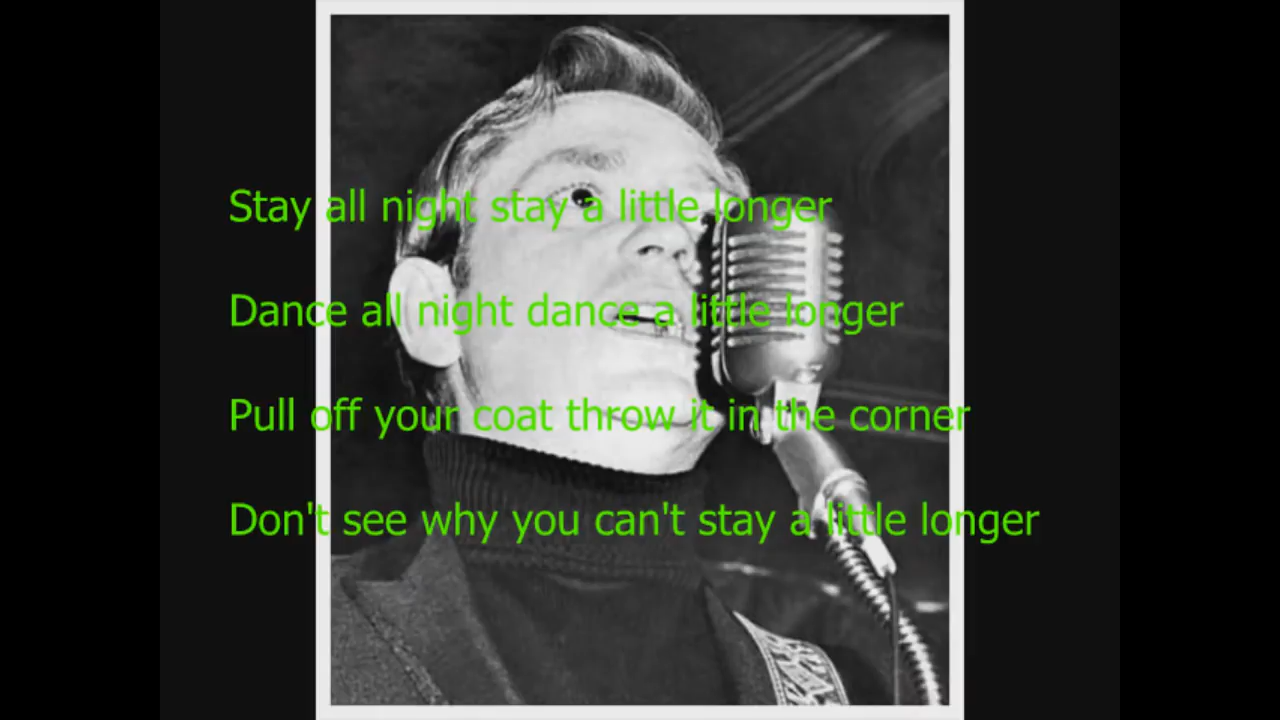 Stay all night stay a little longer
Dance all night dance a little longer
Pull off your coat throw it in the corner
Don't see why you can't stay a little longer